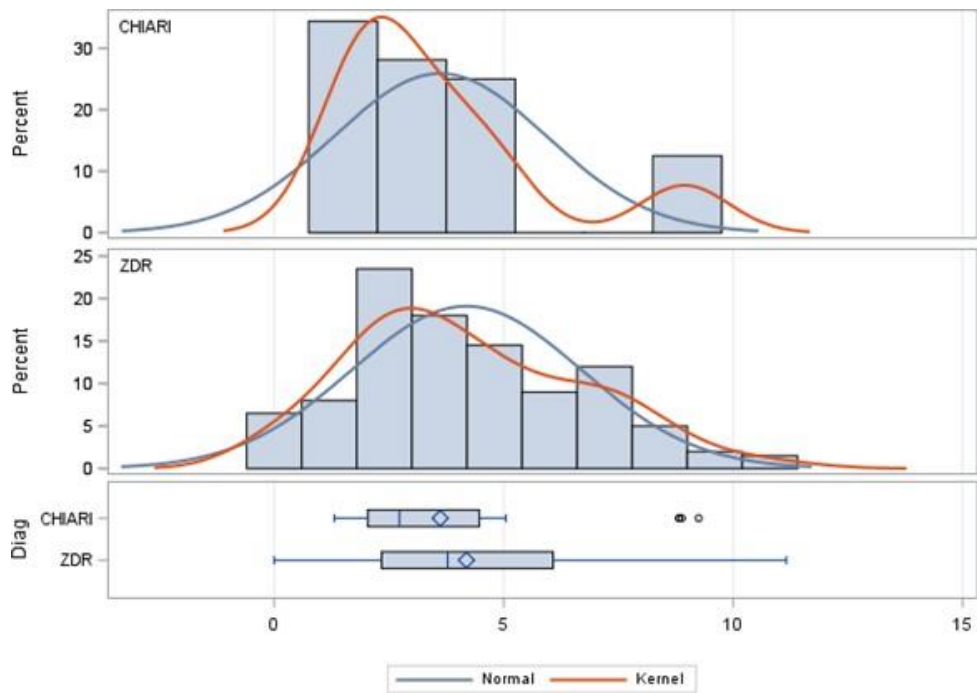 CHIARI
30
20
10
0
Percent
ZDR
25
20
15
10
5
0
Percent
CHIARI
ZDR
Diag
0 5 10 15
Normal Kernel